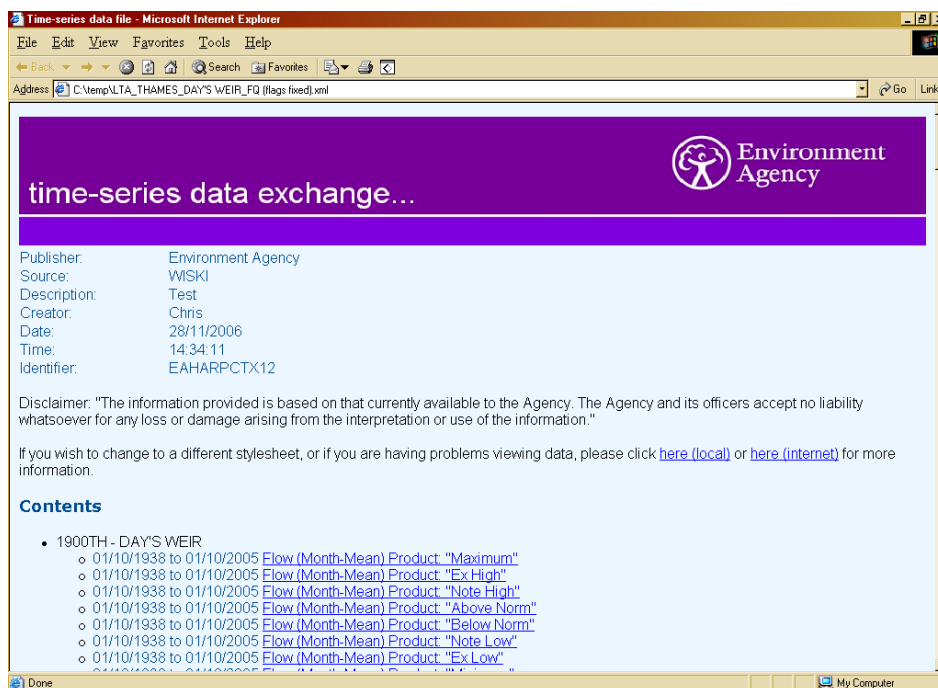 Time-series data file - Microsoft Internet Explorer
File Edit View Favorites Tools Help
Back Search Favorites
Address C:\temp\LTA_THAMES_DAY'S WEIR_FQ (flags fixed).xml Go Link
Environment
Agency
time-series data exchange...
Publisher: Environment Agency
Source: WISKI
Description: Test
Creator: Chris
Date: 28/11/2006
Time: 14:34:11
Identifier: EAHARPCTX12
Disclaimer: "The information provided is based on that currently available to the Agency. The Agency and its officers accept no liability
whatsoever for any loss or damage arising from the interpretation or use of the information."
If you wish to change to a different stylesheet, or if you are having problems viewing data, please click here (local) or here (internet) for more
information.
Contents
1900TH - DAY'S WEIR
01/10/1938 to 01/10/2005 Flow (Month-Mean) Product: "Maximum"
01/10/1938 to 01/10/2005 Flow (Month-Mean) Product: "Ex High"
01/10/1938 to 01/10/2005 Flow (Month-Mean) Product: "Note High"
01/10/1938 to 01/10/2005 Flow (Month-Mean) Product: "Above Norm"
01/10/1938 to 01/10/2005 Flow (Month-Mean) Product: "Below Norm"
01/10/1938 to 01/10/2005 Flow (Month-Mean) Product: "Note Low"
01/10/1938 to 01/10/2005 Flow (Month-Mean) Product: "Ex Low"
Done My Computer